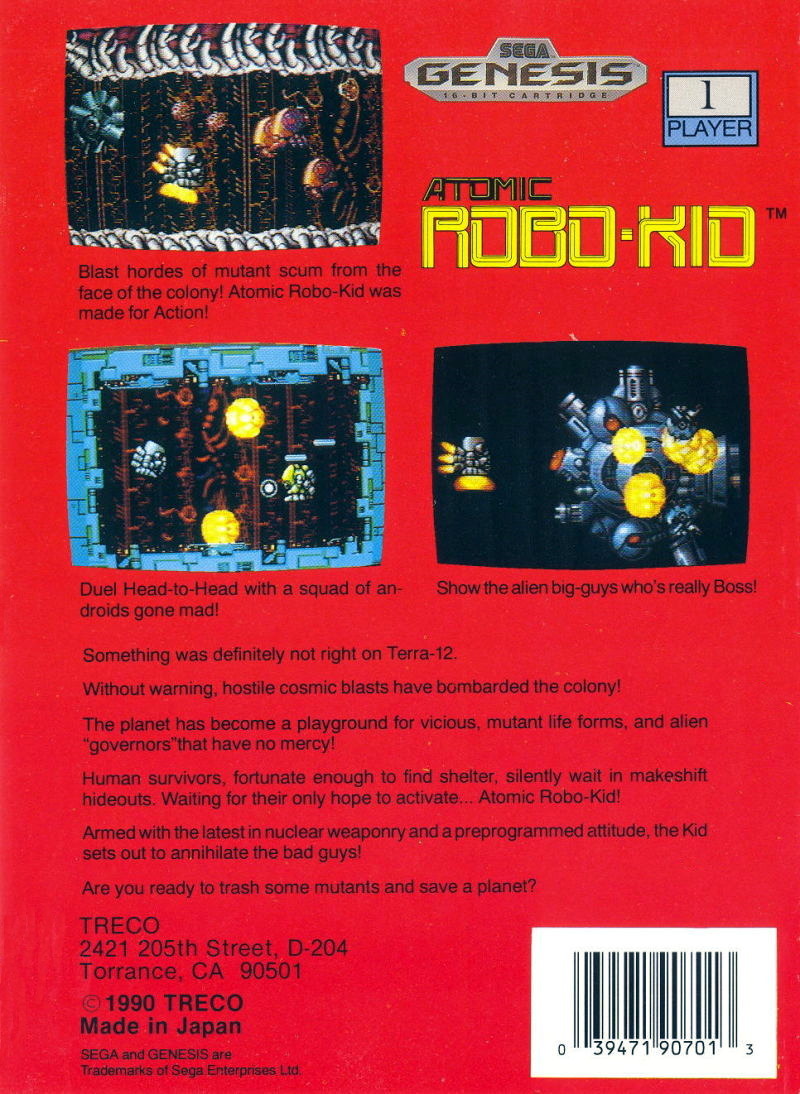 SEGA
GENESIS
16-BIT CARTRIDGE
1
PLAYER
ATOMIC
ROBO-KID™
Blast hordes of mutant scum from the
face of the colony! Atomic Robo-Kid was
made for Action!
Duel Head-to-Head with a squad of an-
droids gone mad!
Show the alien big-guys who's really Boss!
Something was definitely not right on Terra-12.
Without warning, hostile cosmic blasts have bombarded the colony!
The planet has become a playground for vicious, mutant life forms, and alien
"governors"that have no mercy!
Human survivors, fortunate enough to find shelter, silently wait in makeshift
hideouts. Waiting for their only hope to activate... Atomic Robo-Kid!
Armed with the latest in nuclear weaponry and a preprogrammed attitude, the Kid
sets out to annihilate the bad guys!
Are you ready to trash some mutants and save a planet?
TRECO
2421 205th Street, D-204
Torrance, CA 90501
© 1990 TRECO
Made in Japan
SEGA and GENESIS are
Trademarks of Sega Enterprises Ltd.
0 39471 90701 3